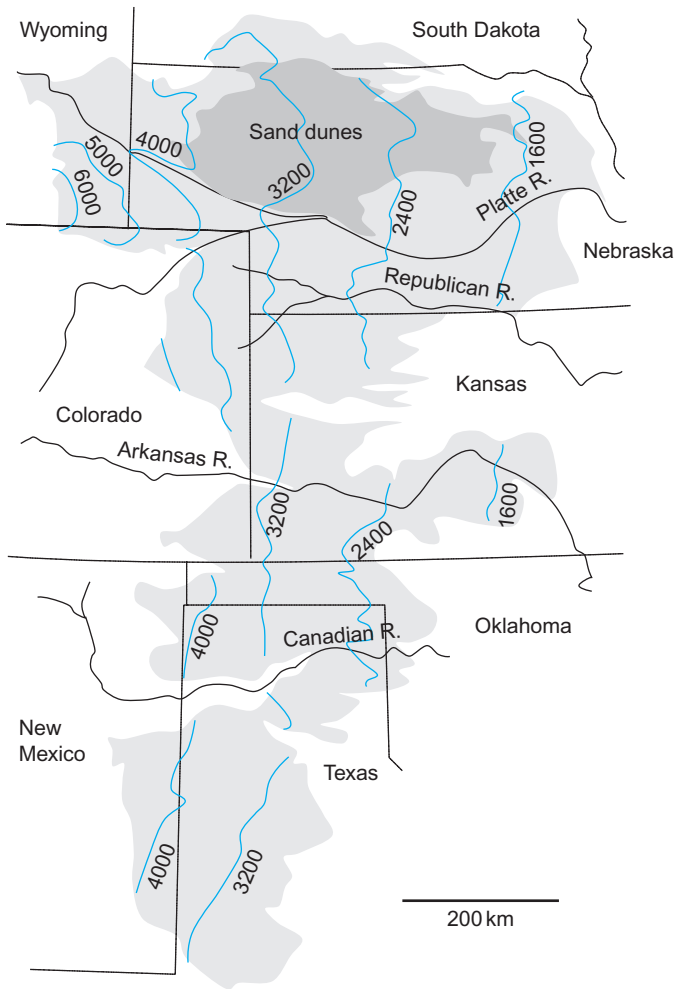 Wyoming
South Dakota
Sand dunes
4000
5000
6000
3200
2400
1600
Platte R.
Nebraska
Republican R.
Kansas
Colorado
Arkansas R.
3200
2400
1600
4000
Canadian R.
Oklahoma
New
Mexico
Texas
4000
3200
200 km